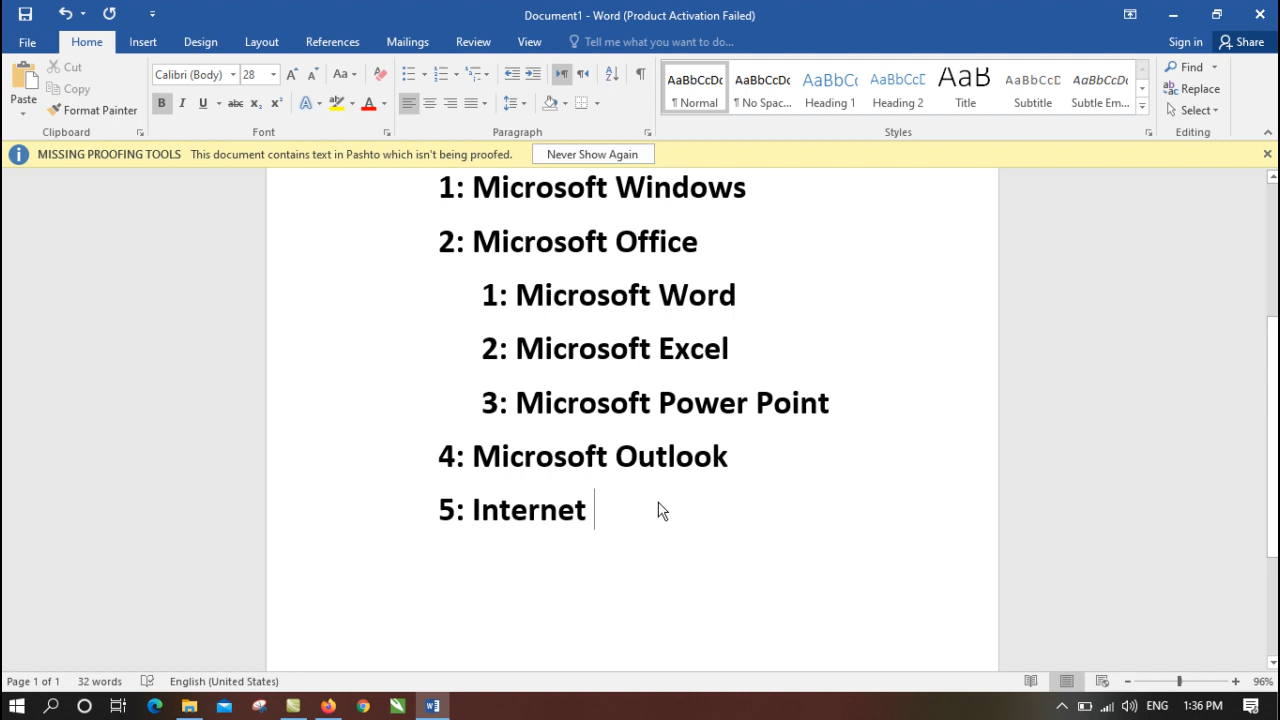 Document1 - Word (Product Activation Failed)
File Home Insert Design Layout References Mailings Review View Tell me what you want to do... Sign in Share
Paste
Cut
Copy
Format Painter
Clipboard
Calibri (Body) 28
Font
Paragraph
AaBbCcDc AaBbCcDc AaBbCc AaBbCcD AaB AaBbCcD AaBbCcDc
¶ Normal ¶ No Spac... Heading 1 Heading 2 Title Subtitle Subtle Em...
Styles
Find
Replace
Select
Editing
MISSING PROOFING TOOLS This document contains text in Pashto which isn't being proofed. Never Show Again
1: Microsoft Windows
2: Microsoft Office
1: Microsoft Word
2: Microsoft Excel
3: Microsoft Power Point
4: Microsoft Outlook
5: Internet
Page 1 of 1 32 words English (United States) 96%
1:36 PM